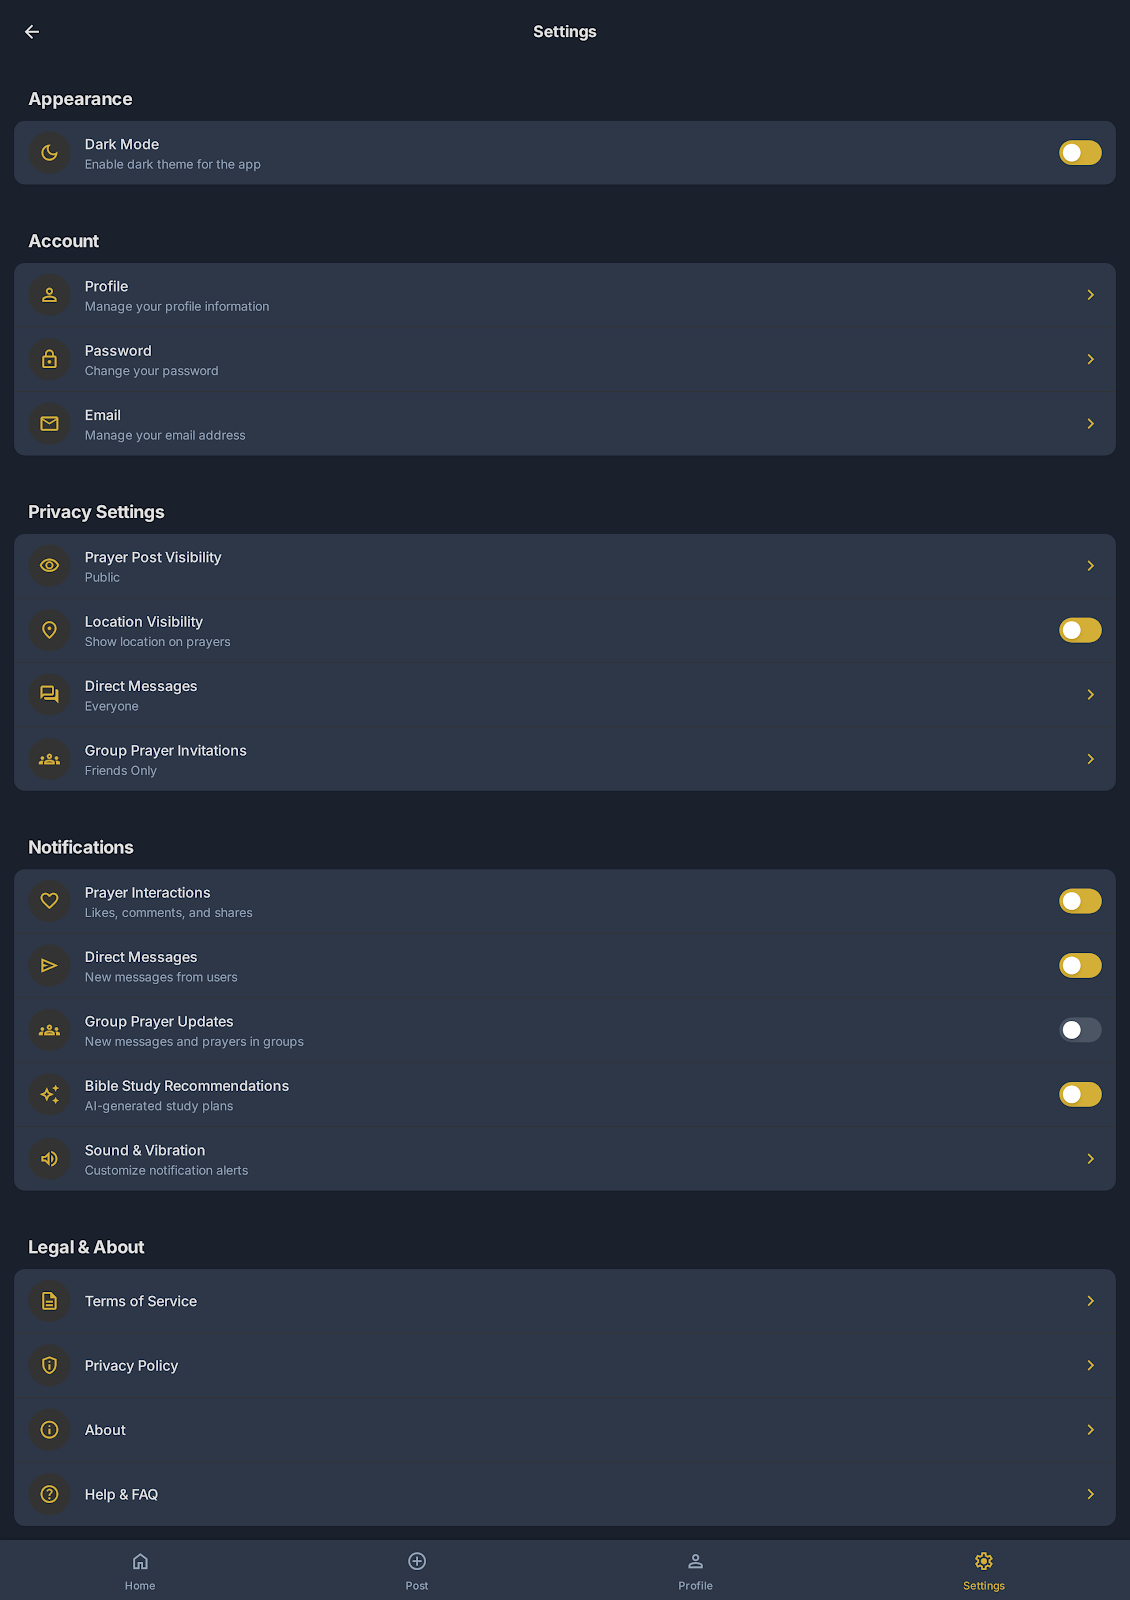 Settings
Appearance
Dark Mode
Enable dark theme for the app
Account
Profile
Manage your profile information
Password
Change your password
Email
Manage your email address
Privacy Settings
Prayer Post Visibility
Public
Location Visibility
Show location on prayers
Direct Messages
Everyone
Group Prayer Invitations
Friends Only
Notifications
Prayer Interactions
Likes, comments, and shares
Direct Messages
New messages from users
Group Prayer Updates
New messages and prayers in groups
Bible Study Recommendations
AI-generated study plans
Sound & Vibration
Customize notification alerts
Legal & About
Terms of Service
Privacy Policy
About
Help & FAQ
Home
Post
Profile
Settings